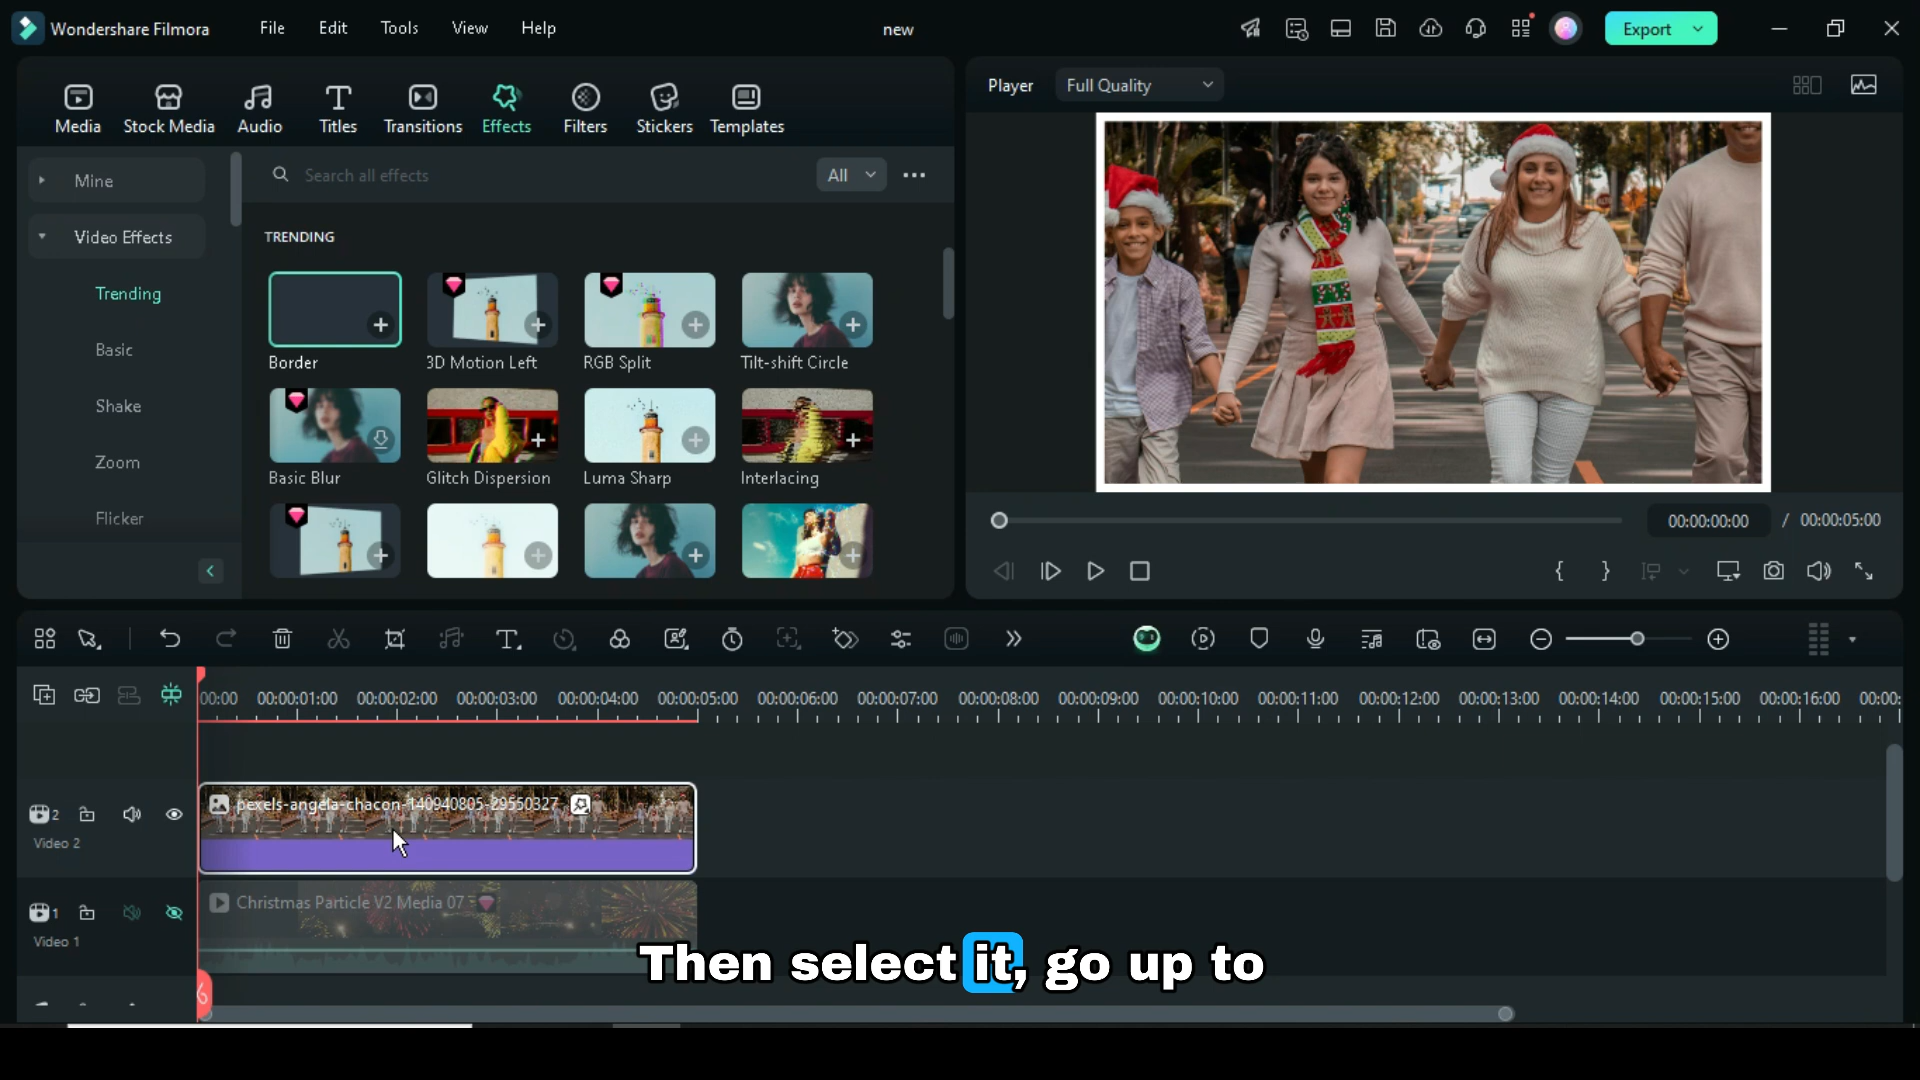 Wondershare Filmora
File
Edit
Tools
View
Help
new
Export
Media
Stock Media
Audio
Titles
Transitions
Effects
Filters
Stickers
Templates
Player
Full Quality
Mine
Video Effects
Trending
Basic
Shake
Zoom
Flicker
Search all effects
All
TRENDING
Border
3D Motion Left
RGB Split
Tilt-shift Circle
Basic Blur
Glitch Dispersion
Luma Sharp
Interlacing
00:00:00:00 / 00:00:05:00
00:00 00:00:01:00 00:00:02:00 00:00:03:00 00:00:04:00 00:00:05:00 00:00:06:00 00:00:07:00 00:00:08:00 00:00:09:00 00:00:10:00 00:00:11:00 00:00:12:00 00:00:13:00 00:00:14:00 00:00:15:00 00:00:16:00 00:00:
2
Video 2
pexels-angela-chacon-140940805-29550327
1
Video 1
Christmas Particle V2 Media 07
Then select it, go up to